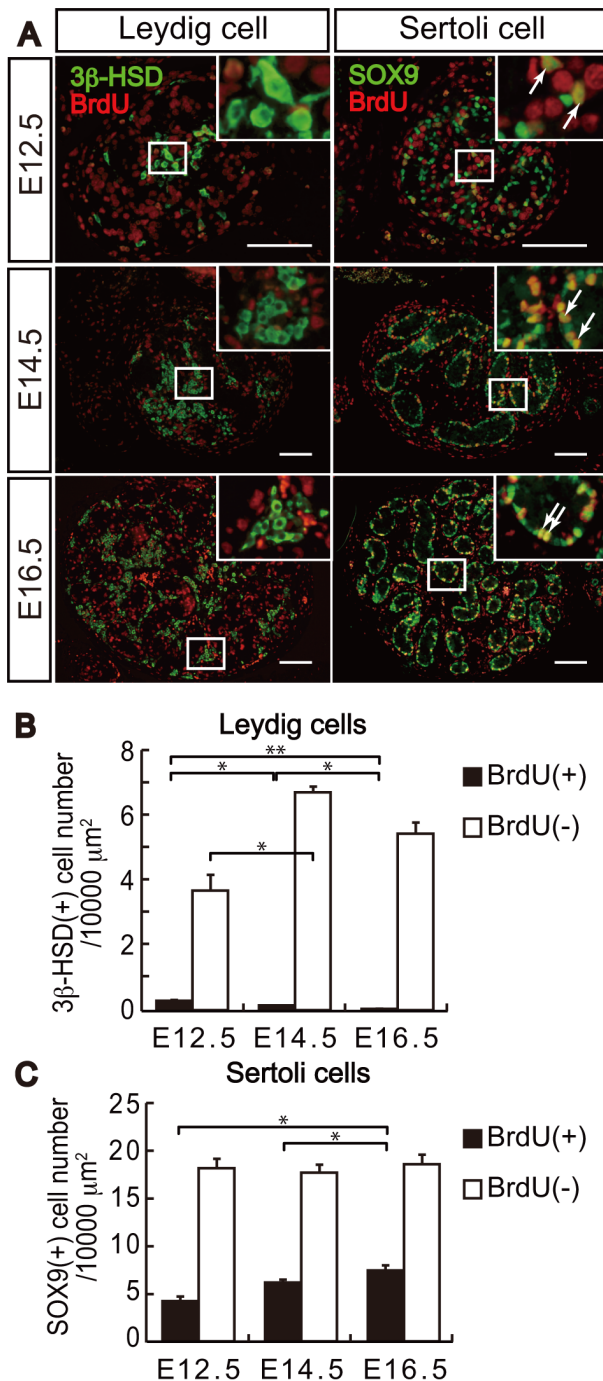 A
Leydig cell
Sertoli cell
E12.5
3β-HSD
BrdU
SOX9
BrdU
E14.5
E16.5
B
Leydig cells
3β-HSD(+) cell number
/10000 μm²
8
6
4
2
0
**
*
*
*
BrdU(+)
BrdU(-)
E12.5
E14.5
E16.5
C
Sertoli cells
SOX9(+) cell number
/10000 μm²
25
20
15
10
5
0
*
*
BrdU(+)
BrdU(-)
E12.5
E14.5
E16.5